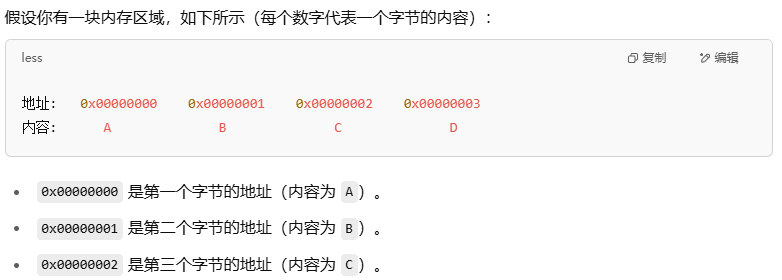 假设你有一块内存区域，如下所示（每个数字代表一个字节的内容）：
less
复制
编辑
地址： 0x00000000 0x00000001 0x00000002 0x00000003
内容： A B C D
0x00000000 是第一个字节的地址（内容为 A）。
0x00000001 是第二个字节的地址（内容为 B）。
0x00000002 是第三个字节的地址（内容为 C）。